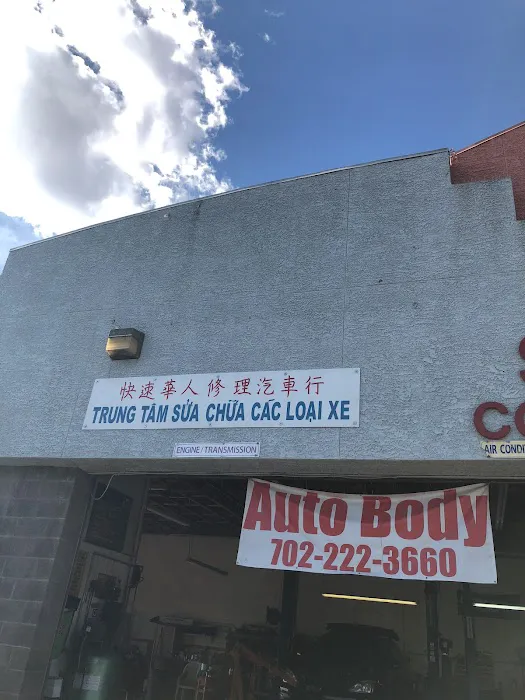 快速華人修理汽車行
TRUNG TÂM SỬA CHỮA CÁC LOẠI XE
ENGINE / TRANSMISSION
AIR CONDI
Auto Body
702-222-3660